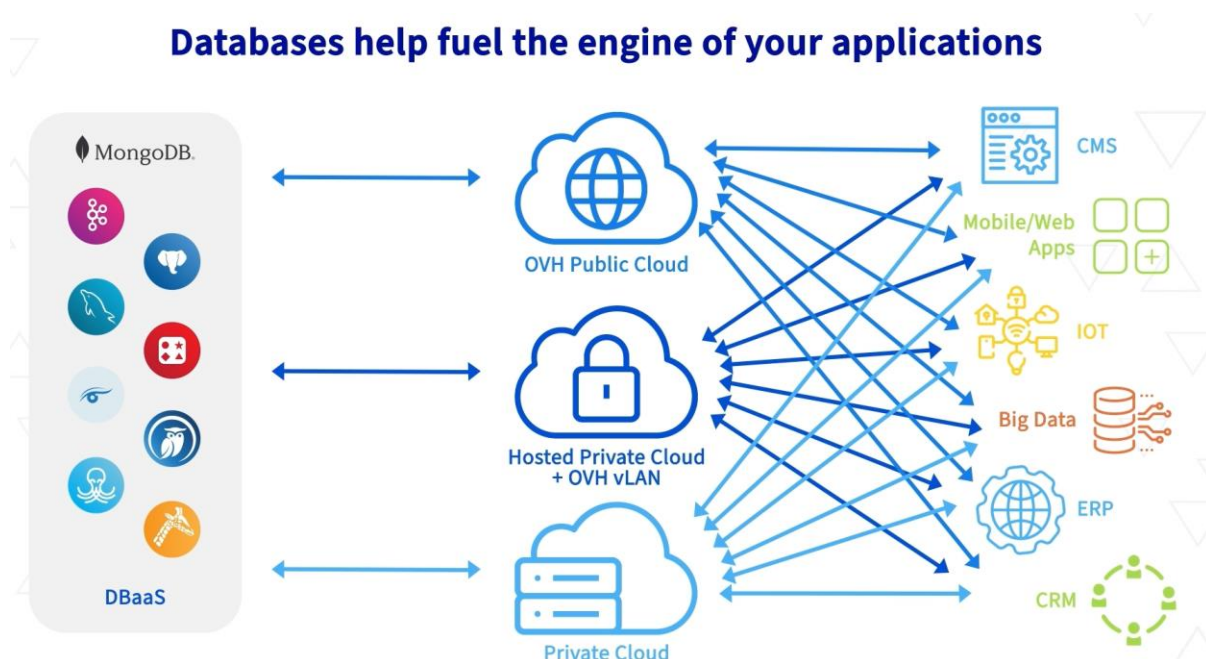 Databases help fuel the engine of your applications
MongoDB.
DBaaS
OVH Public Cloud
Hosted Private Cloud
+ OVH vLAN
Private Cloud
CMS
Mobile/Web
Apps
IOT
Big Data
ERP
CRM